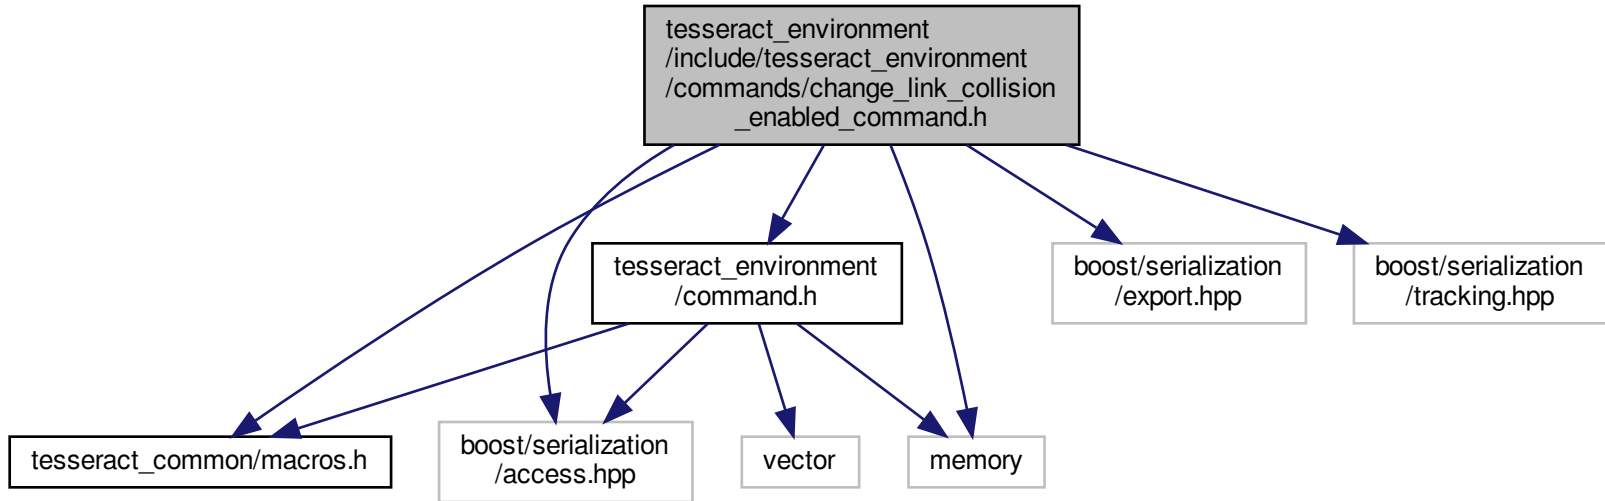 tesseract_environment
/include/tesseract_environment
/commands/change_link_collision
_enabled_command.h
tesseract_environment
/command.h
boost/serialization
/export.hpp
boost/serialization
/tracking.hpp
tesseract_common/macros.h
boost/serialization
/access.hpp
vector
memory